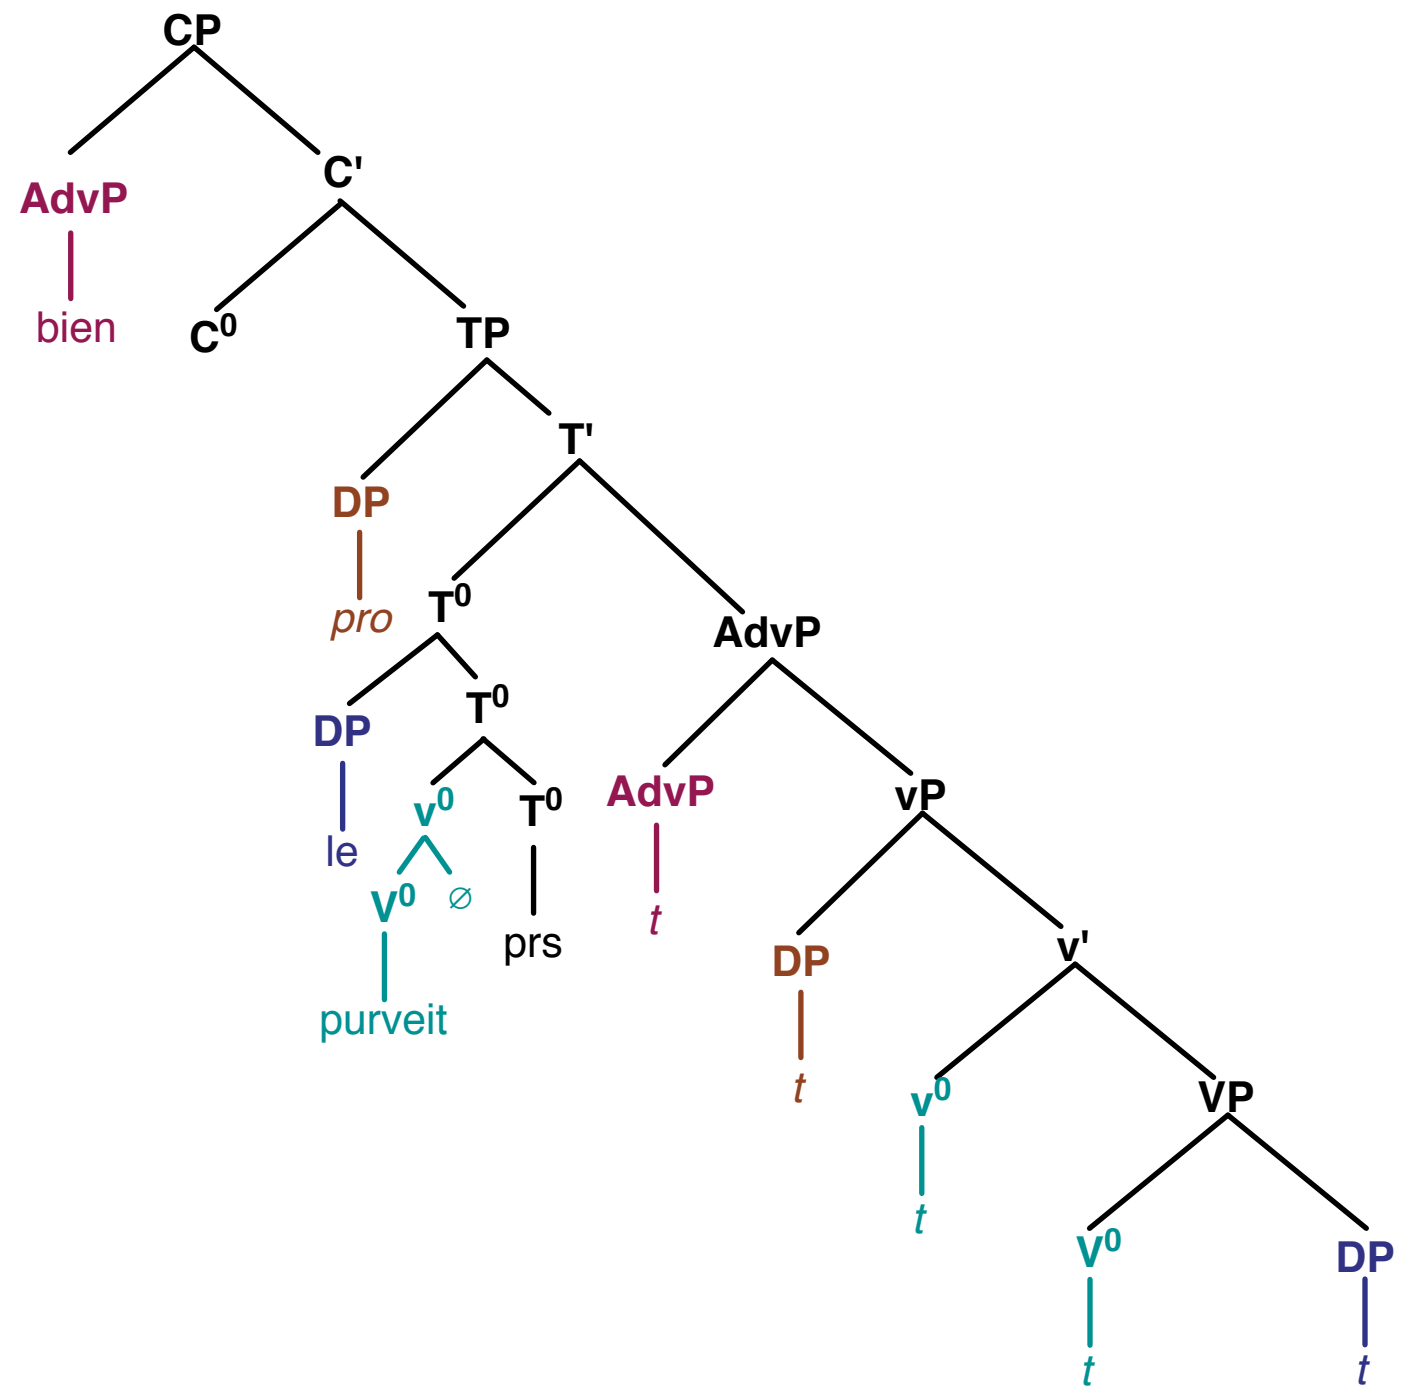 CP
AdvP C'
bien C⁰ TP
T'
DP
pro T⁰ AdvP
DP T⁰
le v⁰ T⁰ AdvP vP
V⁰ ∅ prs t
DP v'
purveit
t v⁰ VP
t V⁰ DP
t t